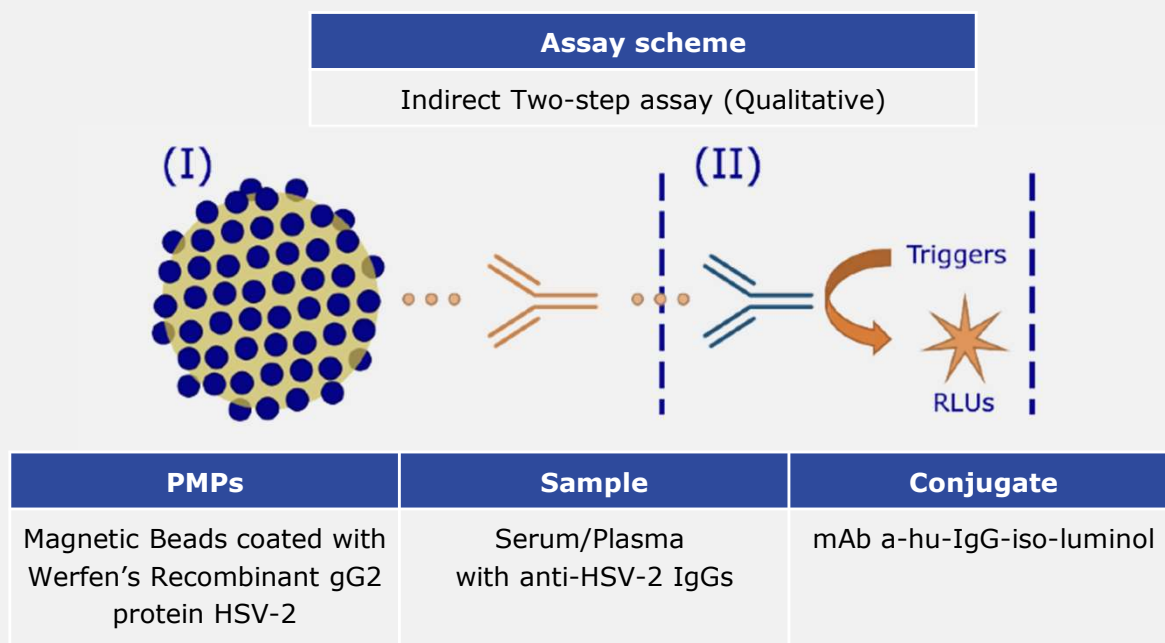 Assay scheme
Indirect Two-step assay (Qualitative)
(I)
(II)
Triggers
RLUs
PMPs
Sample
Conjugate
Magnetic Beads coated with
Werfen's Recombinant gG2
protein HSV-2
Serum/Plasma
with anti-HSV-2 IgGs
mAb a-hu-IgG-iso-luminol